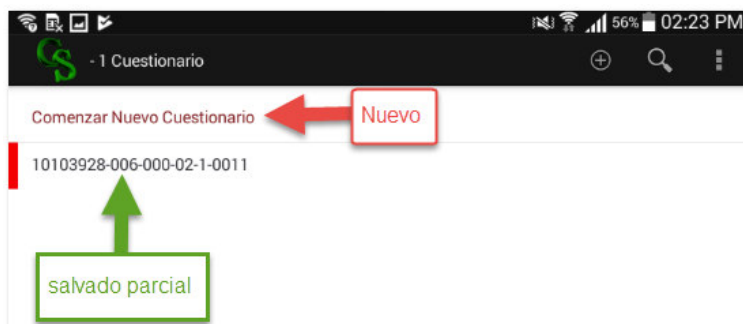 56% 02:23 PM
CS - 1 Cuestionario
Comenzar Nuevo Cuestionario
Nuevo
10103928-006-000-02-1-0011
salvado parcial